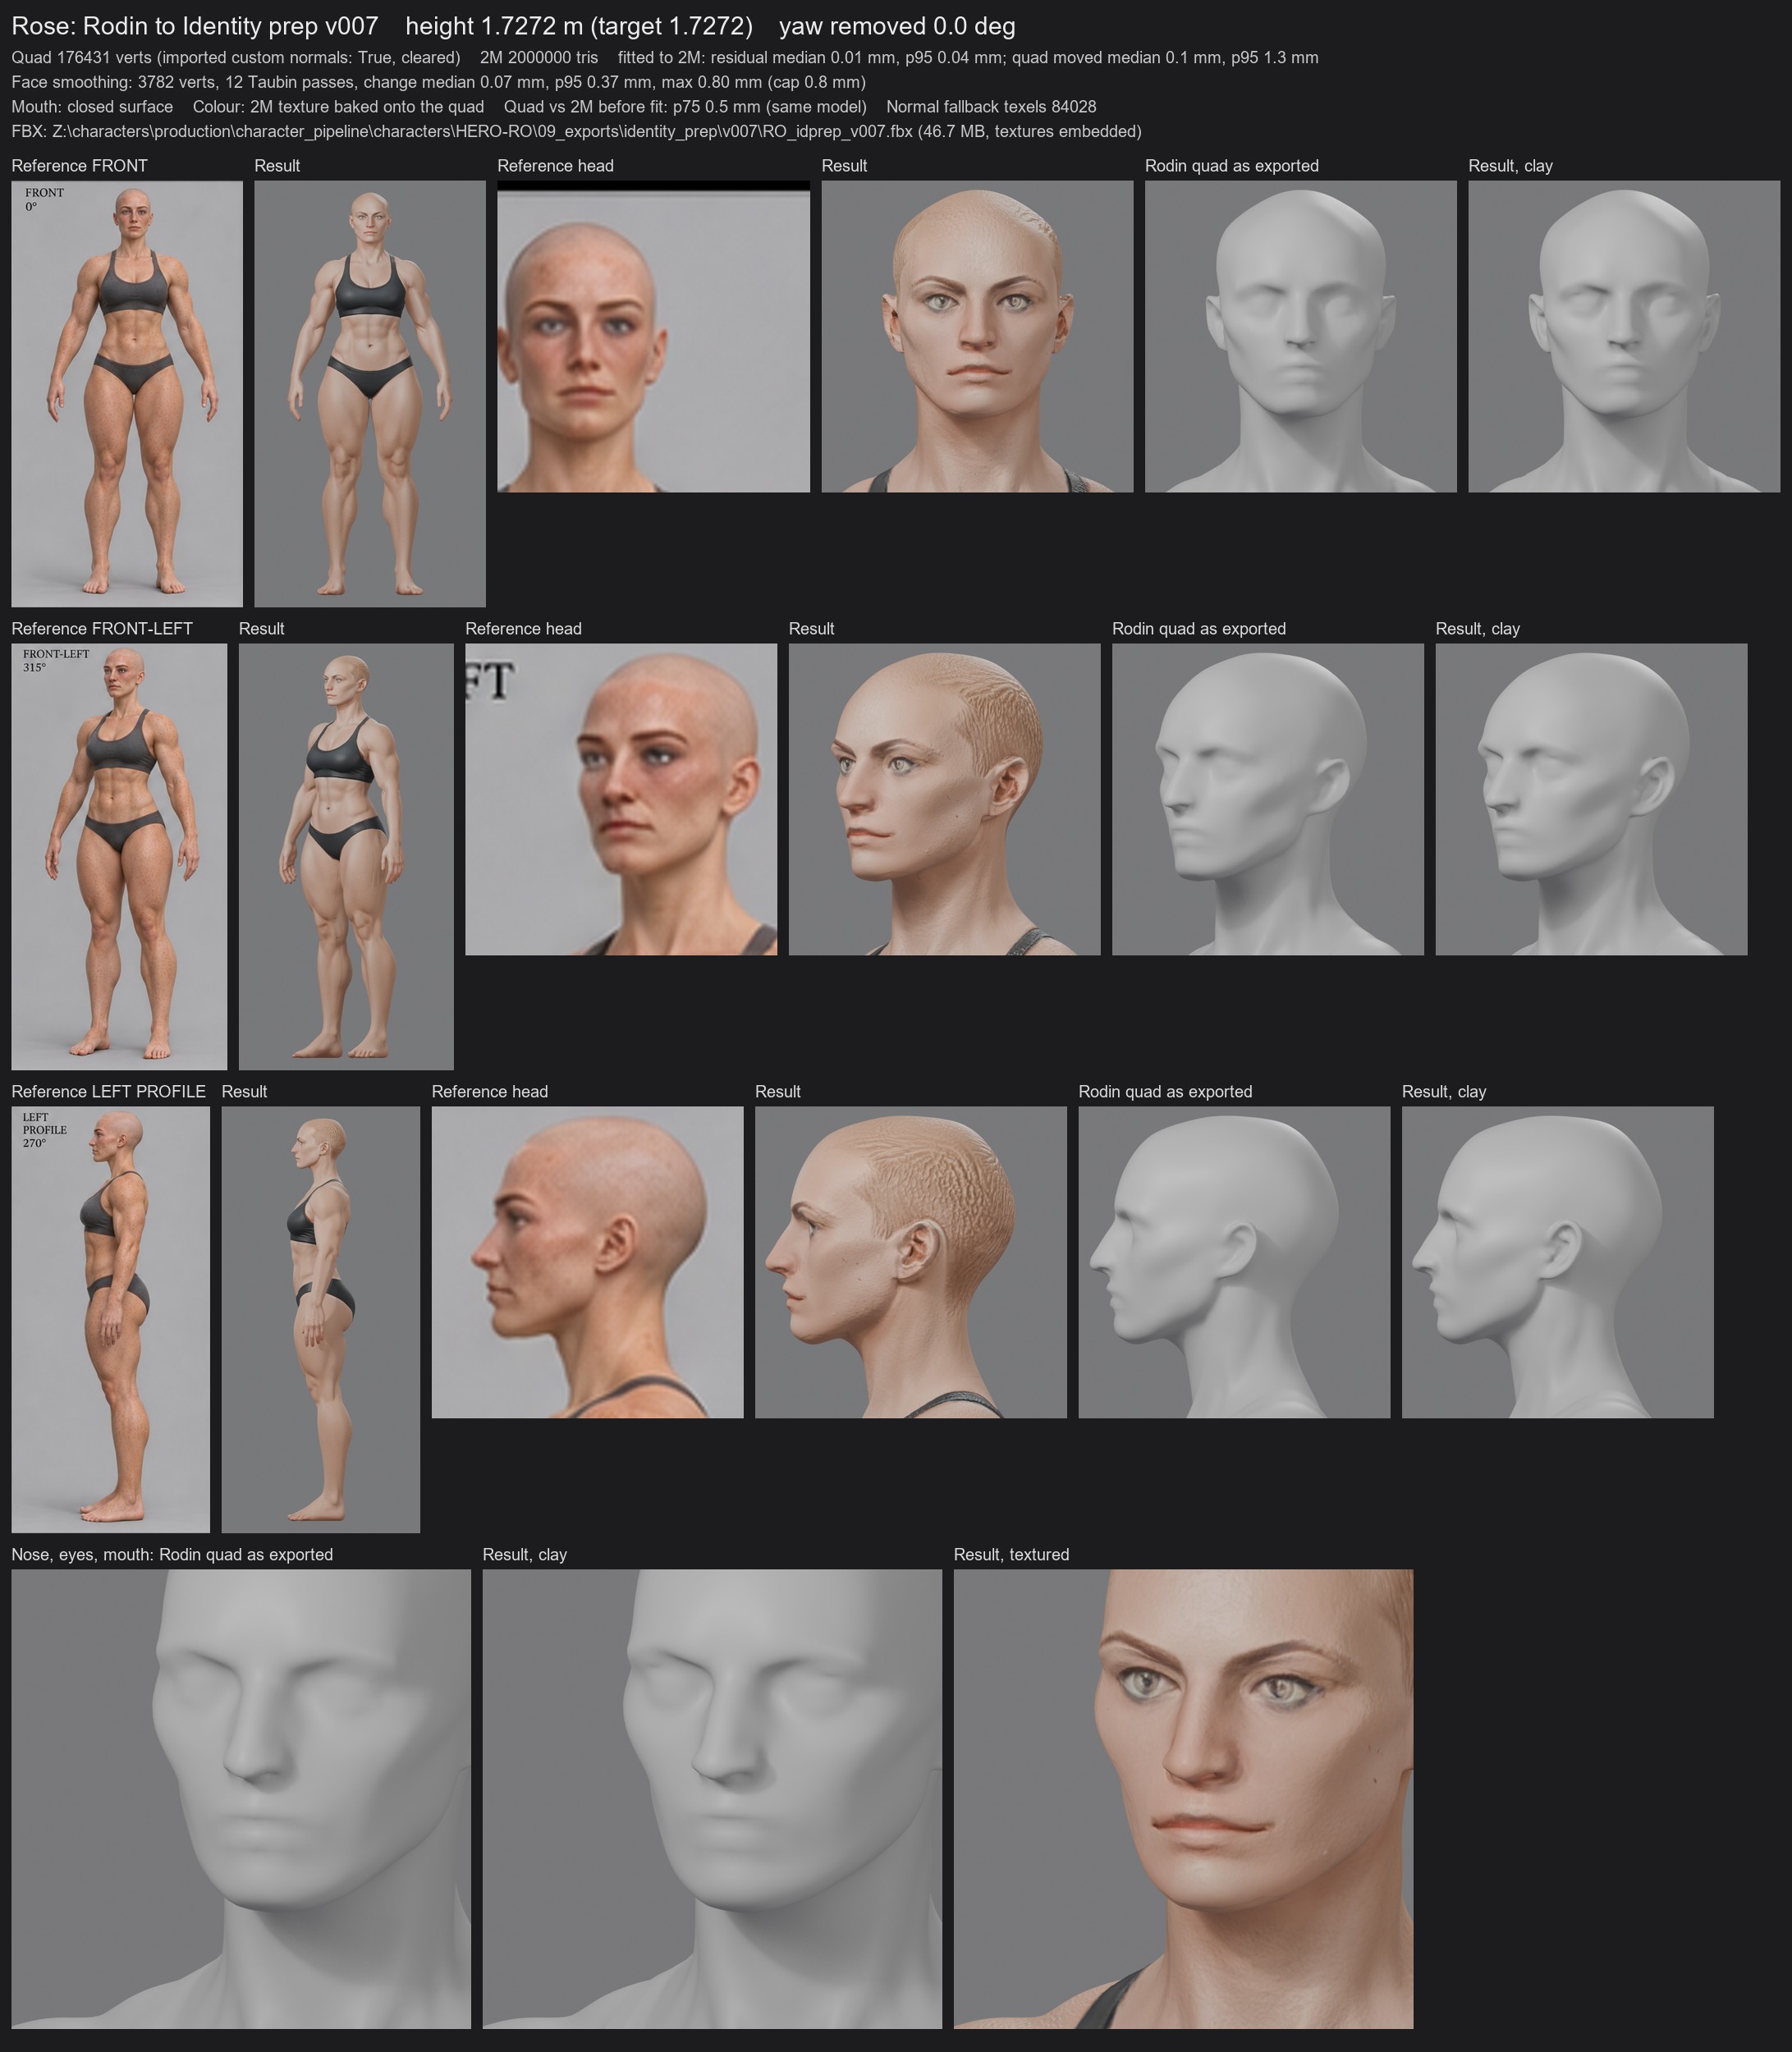 Rose: Rodin to Identity prep v007    height 1.7272 m (target 1.7272)    yaw removed 0.0 deg
Quad 176431 verts (imported custom normals: True, cleared)    2M 2000000 tris    fitted to 2M: residual median 0.01 mm, p95 0.04 mm; quad moved median 0.1 mm, p95 1.3 mm
Face smoothing: 3782 verts, 12 Taubin passes, change median 0.07 mm, p95 0.37 mm, max 0.80 mm (cap 0.8 mm)
Mouth: closed surface    Colour: 2M texture baked onto the quad    Quad vs 2M before fit: p75 0.5 mm (same model)    Normal fallback texels 84028
FBX: Z:\characters\production\character_pipeline\characters\HERO-RO\09_exports\identity_prep\v007\RO_idprep_v007.fbx (46.7 MB, textures embedded)
Reference FRONT    Result    Reference head    Result    Rodin quad as exported    Result, clay
FRONT
0°
Reference FRONT-LEFT    Result    Reference head    Result    Rodin quad as exported    Result, clay
FRONT-LEFT
315°
FT
Reference LEFT PROFILE    Result    Reference head    Result    Rodin quad as exported    Result, clay
LEFT
PROFILE
270°
Nose, eyes, mouth: Rodin quad as exported    Result, clay    Result, textured